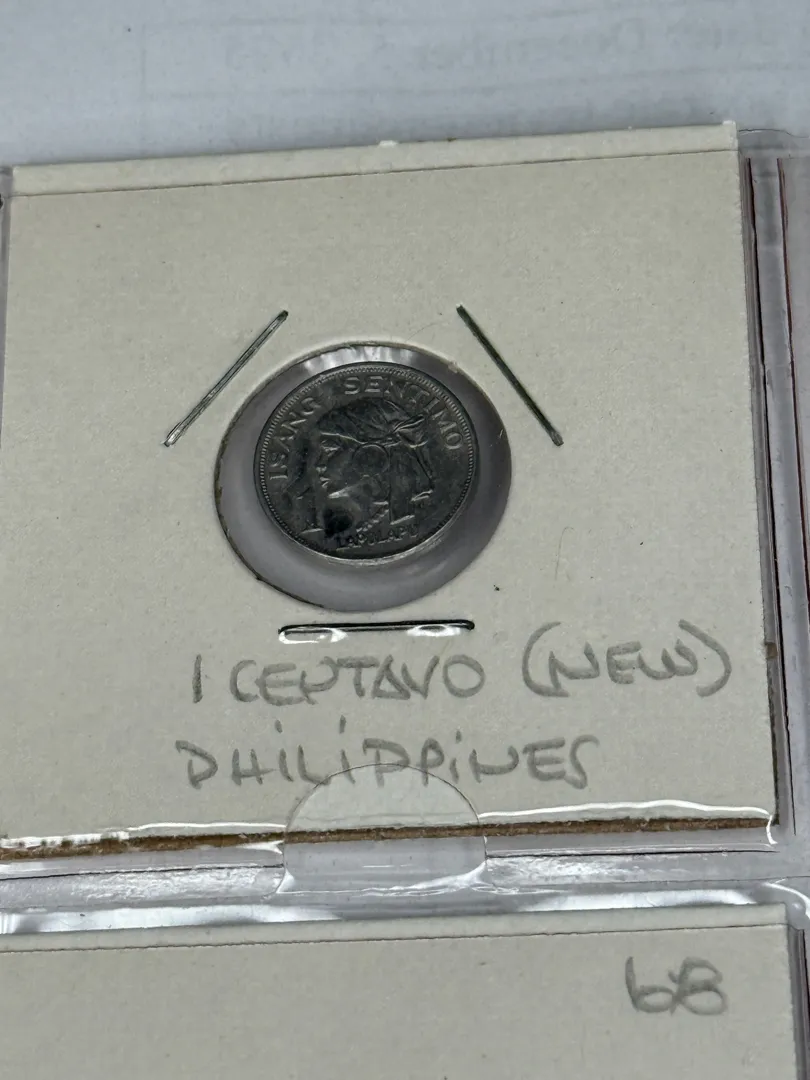 ISANG SENTIMO
LAPULAPU
1 CENTAVO (NEW)
PHILIPPINES
68